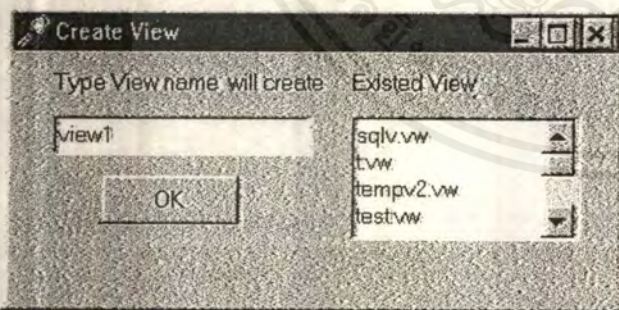 Create View
Type View name will create
Existed View
view1
OK
sqlv.vw
t.vw
tempv2.vw
test.vw